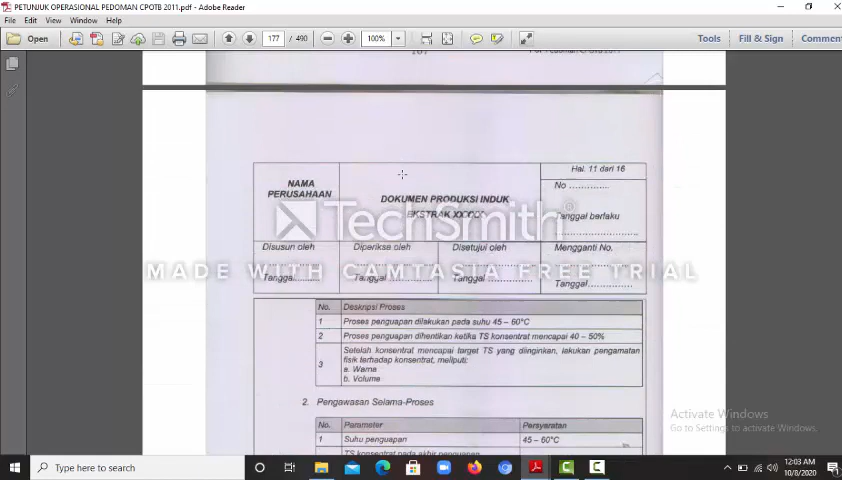 PETUNJUK OPERASIONAL PEDOMAN CPOTB 2011.pdf - Adobe Reader
File Edit View Window Help
Open 177 / 490 100% Tools Fill & Sign Comment
NAMA PERUSAHAAN
DOKUMEN PRODUKSI INDUK
EKSTRAK XXXXX
Hal. 11 dari 16
No .............
Tanggal berlaku
....................
Disusun oleh
Tanggal........
Diperiksa oleh
Tanggal ............
Disetujui oleh
Tanggal ............
Mengganti No.
....................
Tanggal..............
TechSmith®
MADE WITH CAMTASIA FREE TRIAL
No. Deskripsi Proses
1 Proses penguapan dilakukan pada suhu 45 – 60°C
2 Proses penguapan dihentikan ketika TS konsentrat mencapai 40 – 50%
3 Setelah konsentrat mencapai target TS yang diinginkan, lakukan pengamatan
fisik terhadap konsentrat, meliputi:
a. Warna
b. Volume
2. Pengawasan Selama-Proses
No. Parameter Persyaratan
1 Suhu penguapan 45 – 60°C
TS konsentrat pada akhir penguapan
Activate Windows
Go to Settings to activate Windows.
Type here to search
12:03 AM
10/8/2020